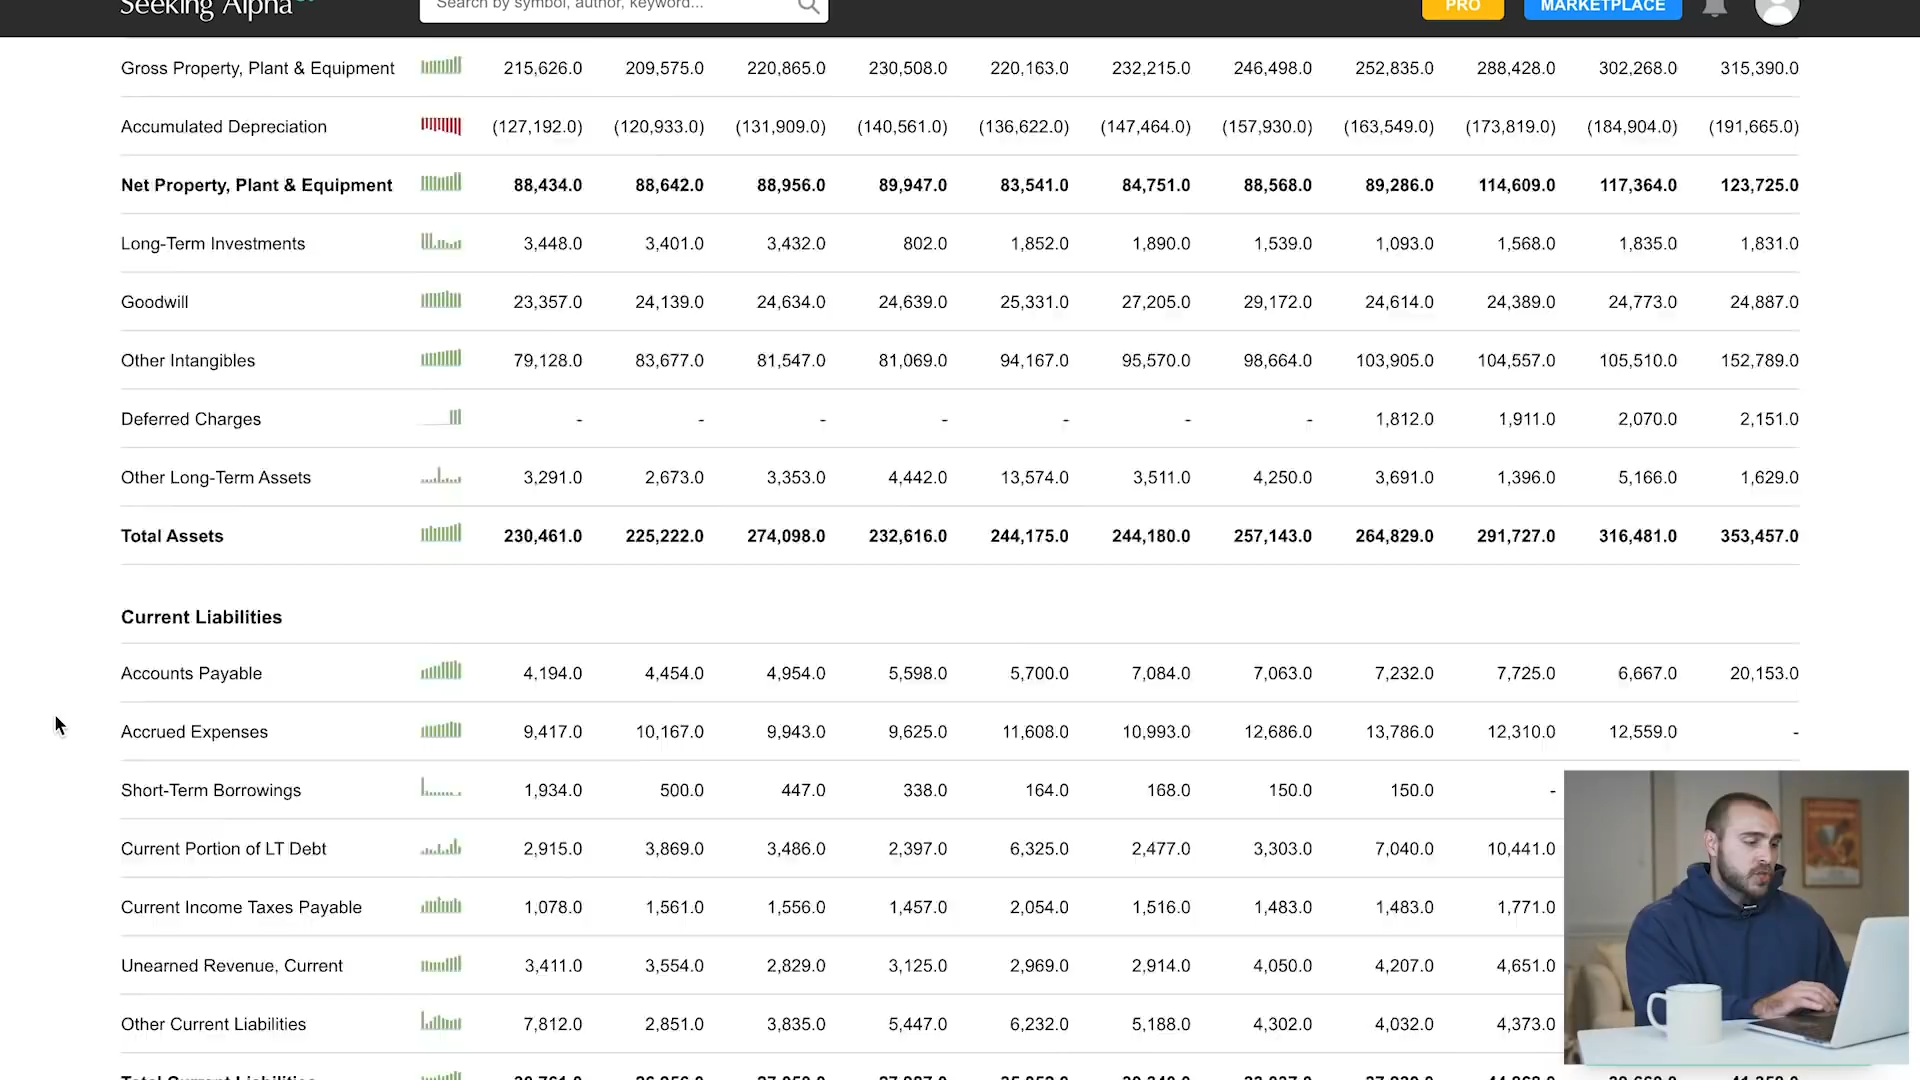 Seeking Alpha
Search by symbol, author, keyword...
PRO
MARKETPLACE
Gross Property, Plant & Equipment 215,626.0 209,575.0 220,865.0 230,508.0 220,163.0 232,215.0 246,498.0 252,835.0 288,428.0 302,268.0 315,390.0
Accumulated Depreciation (127,192.0) (120,933.0) (131,909.0) (140,561.0) (136,622.0) (147,464.0) (157,930.0) (163,549.0) (173,819.0) (184,904.0) (191,665.0)
Net Property, Plant & Equipment 88,434.0 88,642.0 88,956.0 89,947.0 83,541.0 84,751.0 88,568.0 89,286.0 114,609.0 117,364.0 123,725.0
Long-Term Investments 3,448.0 3,401.0 3,432.0 802.0 1,852.0 1,890.0 1,539.0 1,093.0 1,568.0 1,835.0 1,831.0
Goodwill 23,357.0 24,139.0 24,634.0 24,639.0 25,331.0 27,205.0 29,172.0 24,614.0 24,389.0 24,773.0 24,887.0
Other Intangibles 79,128.0 83,677.0 81,547.0 81,069.0 94,167.0 95,570.0 98,664.0 103,905.0 104,557.0 105,510.0 152,789.0
Deferred Charges - - - - - - - 1,812.0 1,911.0 2,070.0 2,151.0
Other Long-Term Assets 3,291.0 2,673.0 3,353.0 4,442.0 13,574.0 3,511.0 4,250.0 3,691.0 1,396.0 5,166.0 1,629.0
Total Assets 230,461.0 225,222.0 274,098.0 232,616.0 244,175.0 244,180.0 257,143.0 264,829.0 291,727.0 316,481.0 353,457.0
Current Liabilities
Accounts Payable 4,194.0 4,454.0 4,954.0 5,598.0 5,700.0 7,084.0 7,063.0 7,232.0 7,725.0 6,667.0 20,153.0
Accrued Expenses 9,417.0 10,167.0 9,943.0 9,625.0 11,608.0 10,993.0 12,686.0 13,786.0 12,310.0 12,559.0 -
Short-Term Borrowings 1,934.0 500.0 447.0 338.0 164.0 168.0 150.0 150.0 -
Current Portion of LT Debt 2,915.0 3,869.0 3,486.0 2,397.0 6,325.0 2,477.0 3,303.0 7,040.0 10,441.0
Current Income Taxes Payable 1,078.0 1,561.0 1,556.0 1,457.0 2,054.0 1,516.0 1,483.0 1,483.0 1,771.0
Unearned Revenue, Current 3,411.0 3,554.0 2,829.0 3,125.0 2,969.0 2,914.0 4,050.0 4,207.0 4,651.0
Other Current Liabilities 7,812.0 2,851.0 3,835.0 5,447.0 6,232.0 5,188.0 4,302.0 4,032.0 4,373.0
Total Current Liabilities